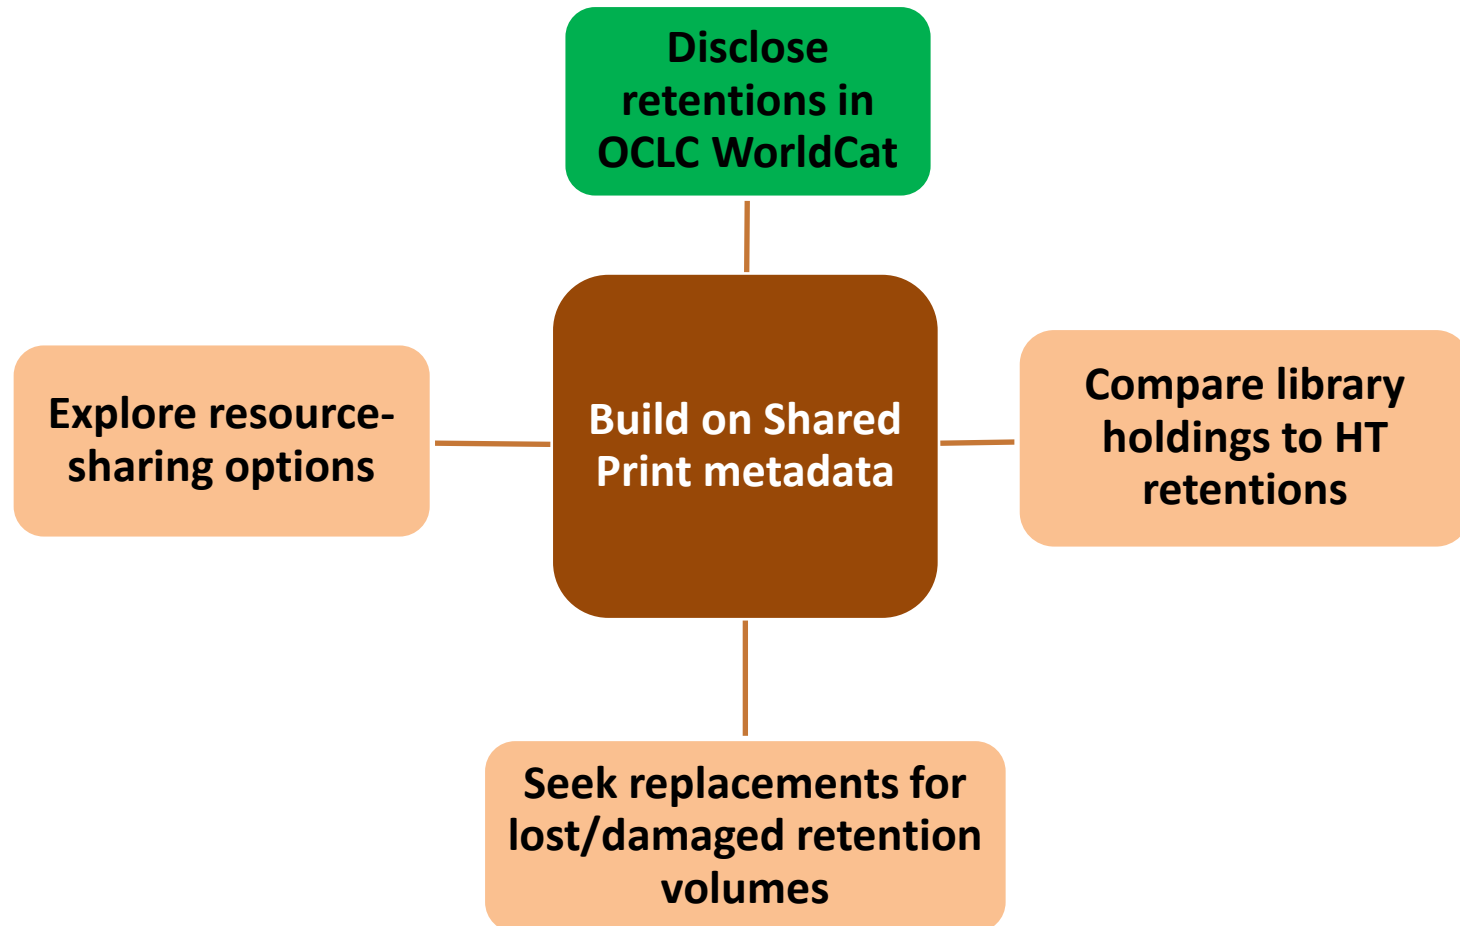 Disclose
retentions in
OCLC WorldCat
Explore resource-
sharing options
Build on Shared
Print metadata
Compare library
holdings to HT
retentions
Seek replacements for
lost/damaged retention
volumes